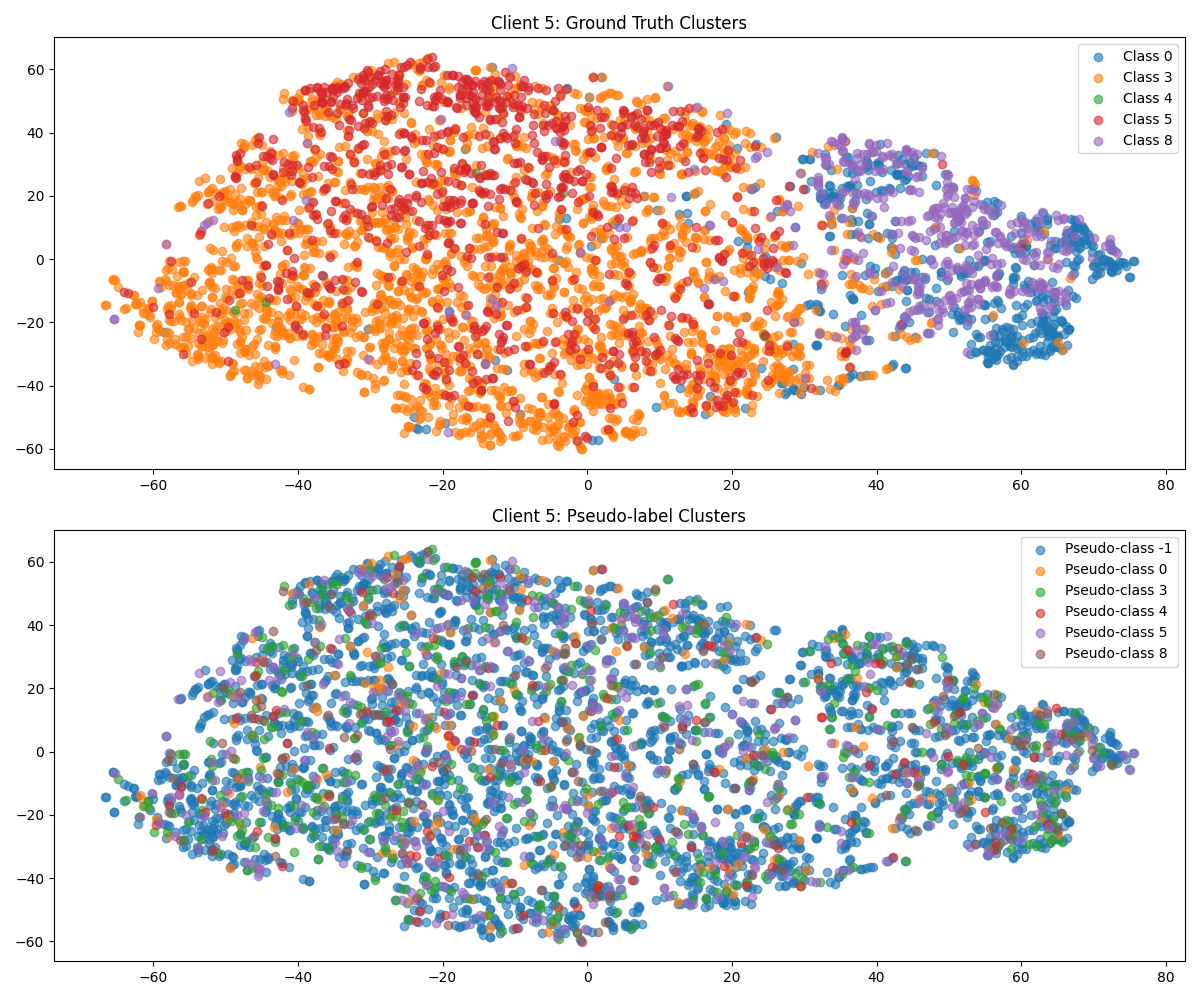 Client 5: Ground Truth Clusters
60
40
20
0
−20
−40
−60
−60
−40
−20
0
20
40
60
80
Class 0
Class 3
Class 4
Class 5
Class 8
Client 5: Pseudo-label Clusters
60
40
20
0
−20
−40
−60
−60
−40
−20
0
20
40
60
80
Pseudo-class -1
Pseudo-class 0
Pseudo-class 3
Pseudo-class 4
Pseudo-class 5
Pseudo-class 8